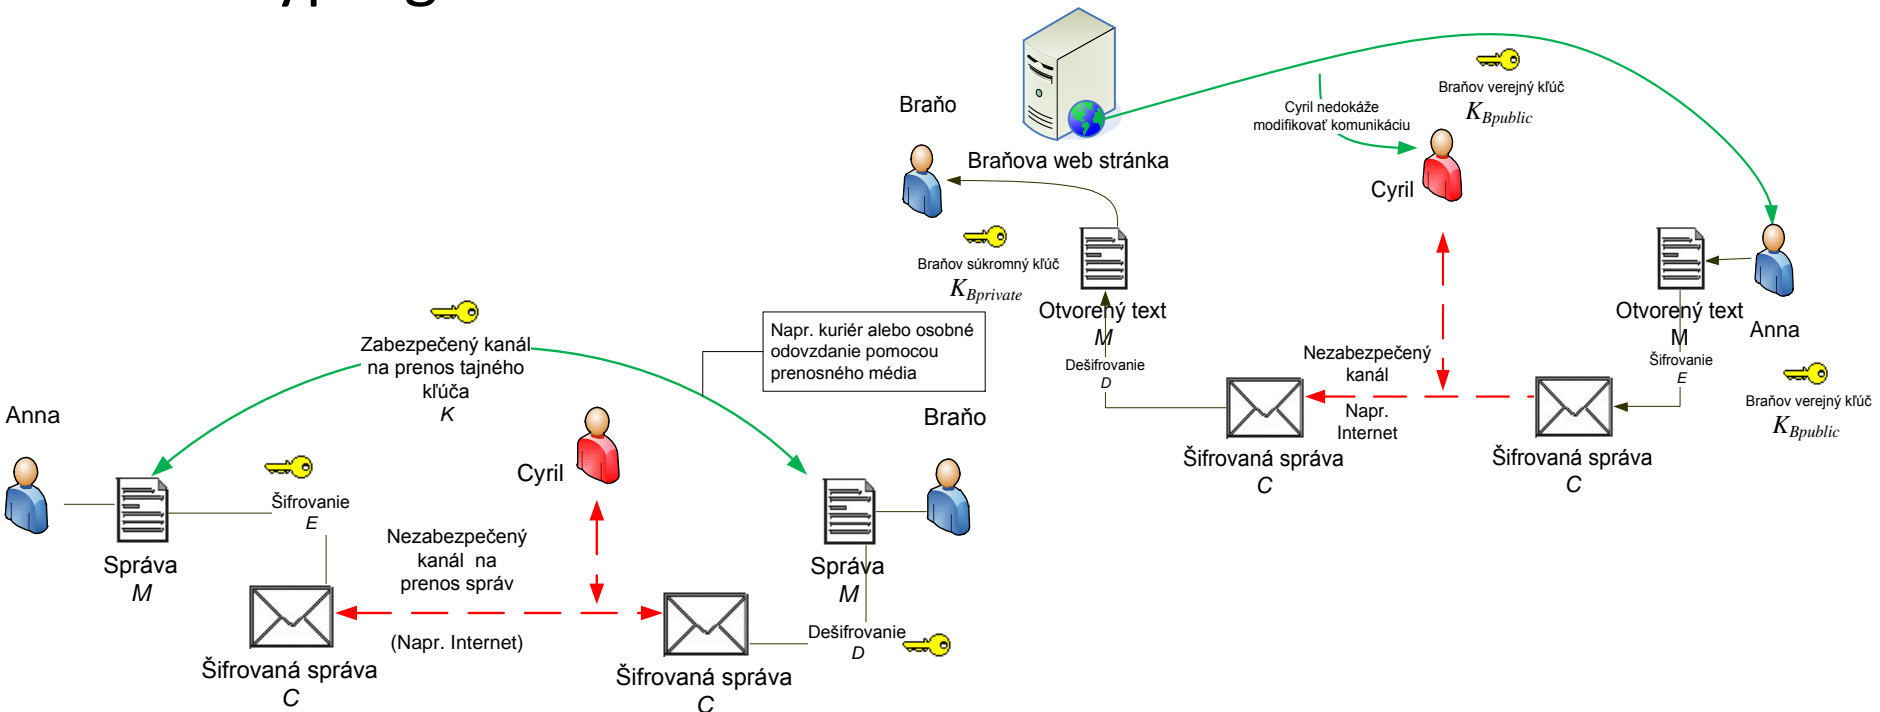 Zabezpečený kanál
na prenos tajného
kľúča
K
Napr. kuriér alebo osobné
odovzdanie pomocou
prenosného média
Anna
Cyril
Braňo
Šifrovanie
E
Správa
M
Nezabezpečený
kanál na
prenos správ
(Napr. Internet)
Správa
M
Dešifrovanie
D
Šifrovaná správa
C
Šifrovaná správa
C
Braňo
Braňova web stránka
Cyril nedokáže
modifikovať komunikáciu
Braňov verejný kľúč
K_Bpublic
Cyril
Braňov súkromný kľúč
K_Bprivate
Otvorený text
M
Dešifrovanie
D
Nezabezpečený
kanál
Napr.
Internet
Otvorený text
M
Anna
Šifrovanie
E
Braňov verejný kľúč
K_Bpublic
Šifrovaná správa
C
Šifrovaná správa
C